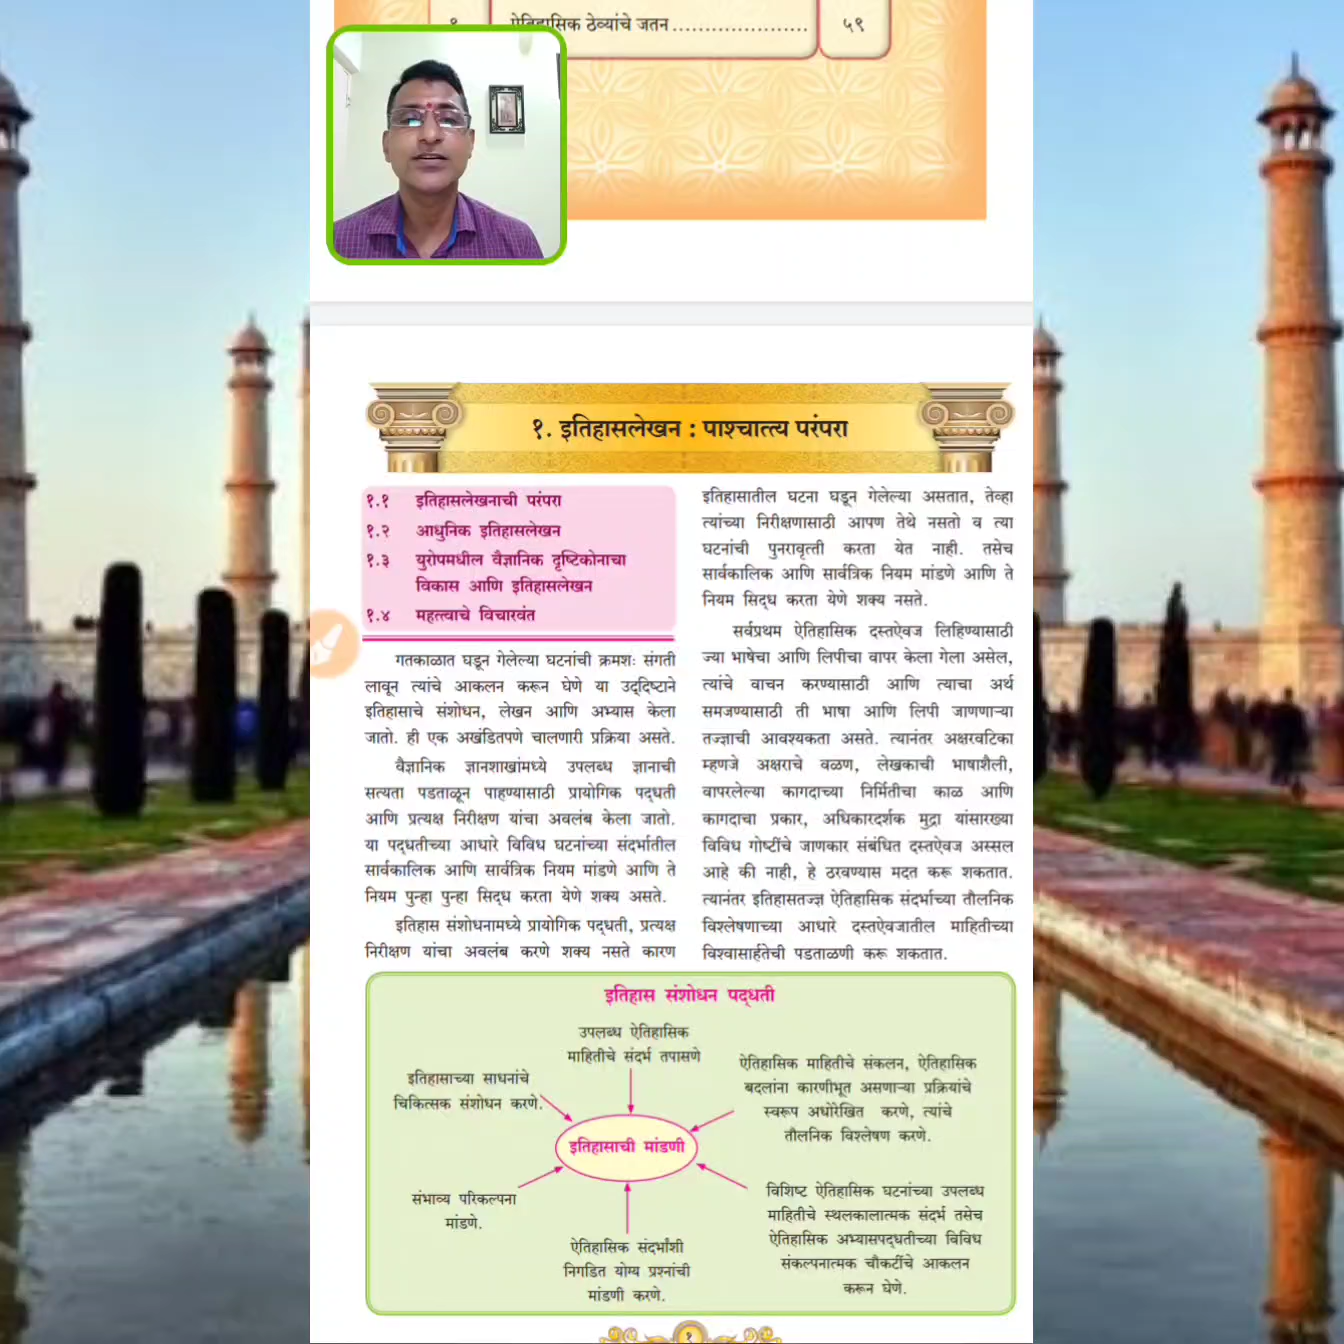 ऐतिहासिक ठेव्यांचे जतन ..................... ५९
१. इतिहासलेखन : पाश्चात्त्य परंपरा
१.१ इतिहासलेखनाची परंपरा
१.२ आधुनिक इतिहासलेखन
१.३ युरोपमधील वैज्ञानिक दृष्टिकोनाचा
विकास आणि इतिहासलेखन
१.४ महत्त्वाचे विचारवंत
गतकाळात घडून गेलेल्या घटनांची क्रमशः संगती
लावून त्यांचे आकलन करून घेणे या उद्‌दिष्टाने
इतिहासाचे संशोधन, लेखन आणि अभ्यास केला
जातो. ही एक अखंडितपणे चालणारी प्रक्रिया असते.
वैज्ञानिक ज्ञानशाखांमध्ये उपलब्ध ज्ञानाची
सत्यता पडताळून पाहण्यासाठी प्रायोगिक पद्धती
आणि प्रत्यक्ष निरीक्षण यांचा अवलंब केला जातो.
या पद्धतीच्या आधारे विविध घटनांच्या संदर्भातील
सार्वकालिक आणि सार्वत्रिक नियम मांडणे आणि ते
नियम पुन्हा पुन्हा सिद्ध करता येणे शक्य असते.
इतिहास संशोधनामध्ये प्रायोगिक पद्धती, प्रत्यक्ष
निरीक्षण यांचा अवलंब करणे शक्य नसते कारण
इतिहासातील घटना घडून गेलेल्या असतात, तेव्हा
त्यांच्या निरीक्षणासाठी आपण तेथे नसतो व त्या
घटनांची पुनरावृत्ती करता येत नाही. तसेच
सार्वकालिक आणि सार्वत्रिक नियम मांडणे आणि ते
नियम सिद्ध करता येणे शक्य नसते.
सर्वप्रथम ऐतिहासिक दस्तऐवज लिहिण्यासाठी
ज्या भाषेचा आणि लिपीचा वापर केला गेला असेल,
त्यांचे वाचन करण्यासाठी आणि त्याचा अर्थ
समजण्यासाठी ती भाषा आणि लिपी जाणणाऱ्या
तज्ज्ञाची आवश्यकता असते. त्यानंतर अक्षरवटिका
म्हणजे अक्षराचे वळण, लेखकाची भाषाशैली,
वापरलेल्या कागदाच्या निर्मितीचा काळ आणि
कागदाचा प्रकार, अधिकारदर्शक मुद्रा यांसारख्या
विविध गोष्टींचे जाणकार संबंधित दस्तऐवज अस्सल
आहे की नाही, हे ठरवण्यास मदत करू शकतात.
त्यानंतर इतिहासतज्ज्ञ ऐतिहासिक संदर्भाच्या तौलनिक
विश्लेषणाच्या आधारे दस्तऐवजातील माहितीच्या
विश्वासार्हतेची पडताळणी करू शकतात.
इतिहास संशोधन पद्धती
उपलब्ध ऐतिहासिक
माहितीचे संदर्भ तपासणे
इतिहासाच्या साधनांचे
चिकित्सक संशोधन करणे.
ऐतिहासिक माहितीचे संकलन, ऐतिहासिक
बदलांना कारणीभूत असणाऱ्या प्रक्रियांचे
स्वरूप अधोरेखित करणे, त्यांचे
तौलनिक विश्लेषण करणे.
इतिहासाची मांडणी
संभाव्य परिकल्पना
मांडणे.
विशिष्ट ऐतिहासिक घटनांच्या उपलब्ध
माहितीचे स्थलकालात्मक संदर्भ तसेच
ऐतिहासिक अभ्यासपद्धतीच्या विविध
संकल्पनात्मक चौकटींचे आकलन
करून घेणे.
ऐतिहासिक संदर्भांशी
निगडित योग्य प्रश्नांची
मांडणी करणे.
१